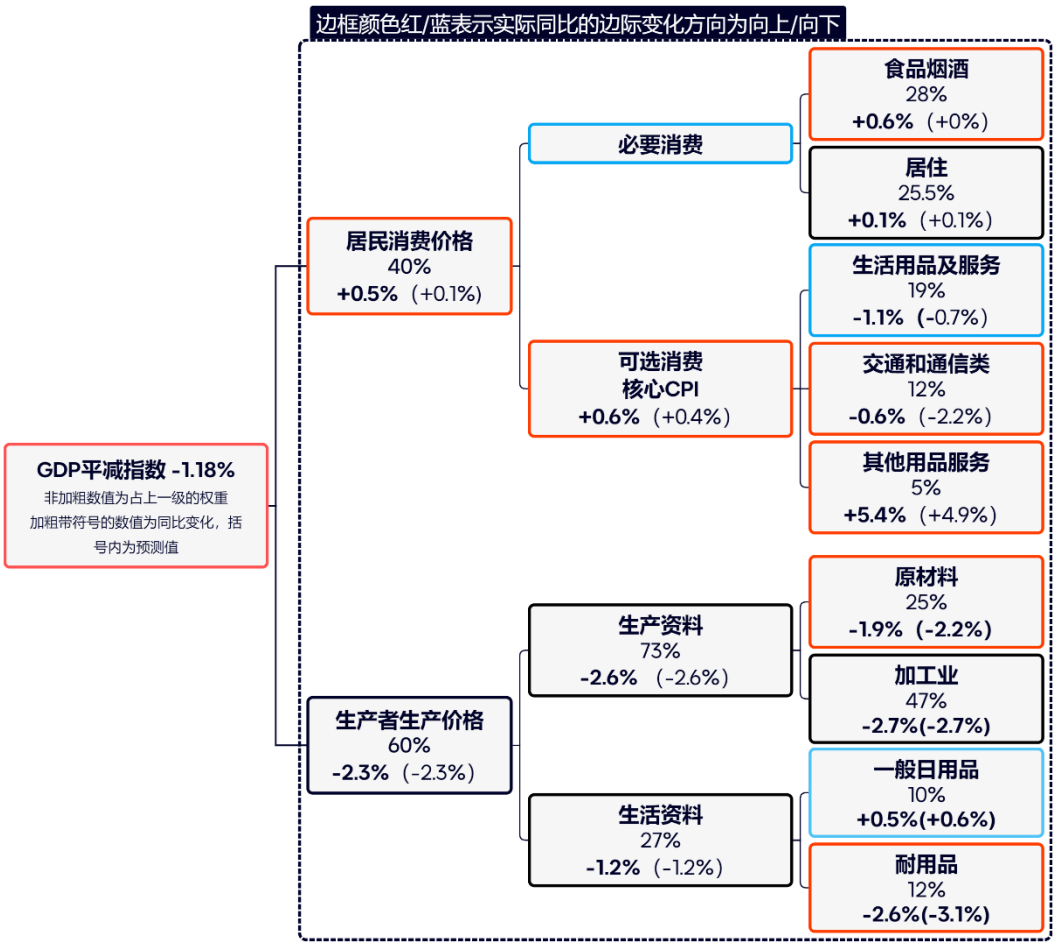 边框颜色红/蓝表示实际同比的边际变化方向为向上/向下
GDP平减指数 -1.18%
非加粗数值为占上一级的权重
加粗带符号的数值为同比变化，括
号内为预测值
居民消费价格
40%
+0.5%（+0.1%)
必要消费
食品烟酒
28%
+0.6%（+0%）
居住
25.5%
+0.1%（+0.1%）
可选消费
核心CPI
+0.6%（+0.4%）
生活用品及服务
19%
-1.1%（-0.7%）
交通和通信类
12%
-0.6%（-2.2%）
其他用品服务
5%
+5.4%（+4.9%）
生产者生产价格
60%
-2.3%（-2.3%）
生产资料
73%
-2.6%（-2.6%）
原材料
25%
-1.9%（-2.2%)
加工业
47%
-2.7%(-2.7%)
生活资料
27%
-1.2%（-1.2%）
一般日用品
10%
+0.5%(+0.6%)
耐用品
12%
-2.6%(-3.1%)